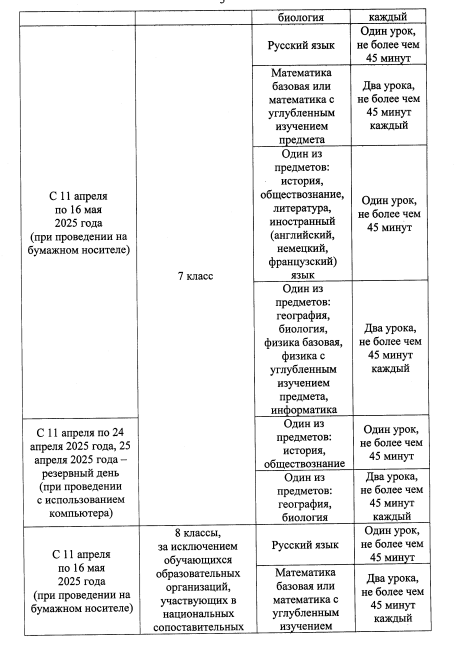 биология
каждый
С 11 апреля
по 16 мая
2025 года
(при проведении на
бумажном носителе)
7 класс
Русский язык
Один урок,
не более чем
45 минут
Математика
базовая или
математика с
углубленным
изучением
предмета
Два урока,
не более чем
45 минут
каждый
Один из
предметов:
история,
обществознание,
литература,
иностранный
(английский,
немецкий,
французский)
язык
Один урок,
не более чем
45 минут
Один из
предметов:
география,
биология,
физика базовая,
физика с
углубленным
изучением
предмета,
информатика
Два урока,
не более чем
45 минут
каждый
С 11 апреля по 24
апреля 2025 года, 25
апреля 2025 года –
резервный день
(при проведении
с использованием
компьютера)
Один из
предметов:
история,
обществознание
Один урок,
не более чем
45 минут
Один из
предметов:
география,
биология
Два урока,
не более чем
45 минут
каждый
С 11 апреля
по 16 мая
2025 года
(при проведении на
бумажном носителе)
8 классы,
за исключением
обучающихся
образовательных
организаций,
участвующих в
национальных
сопоставительных
Русский язык
Один урок,
не более чем
45 минут
Математика
базовая или
математика с
углубленным
изучением
Два урока,
не более чем
45 минут
каждый